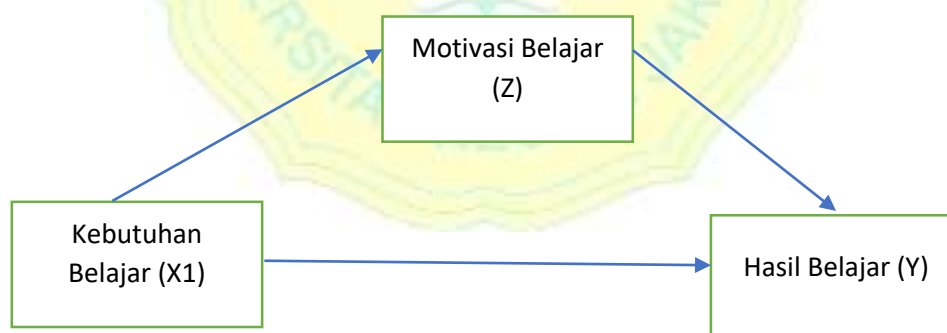 Motivasi Belajar
(Z)
Kebutuhan
Belajar (X1)
Hasil Belajar (Y)